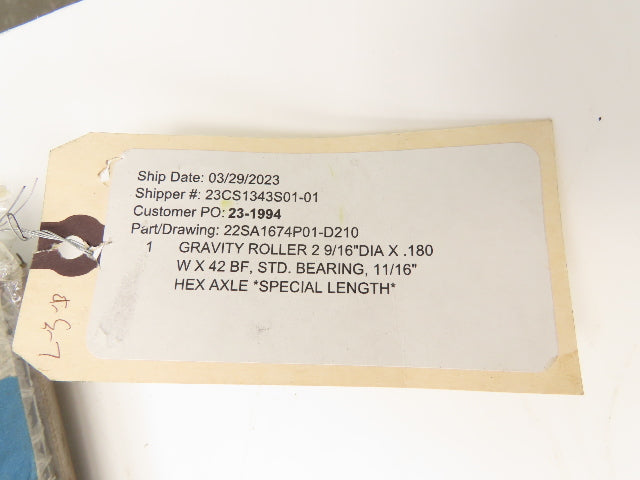 Ship Date: 03/29/2023
Shipper #: 23CS1343S01-01
Customer PO: 23-1994
Part/Drawing: 22SA1674P01-D210
1 GRAVITY ROLLER 2 9/16"DIA X .180
W X 42 BF, STD. BEARING, 11/16"
HEX AXLE *SPECIAL LENGTH*